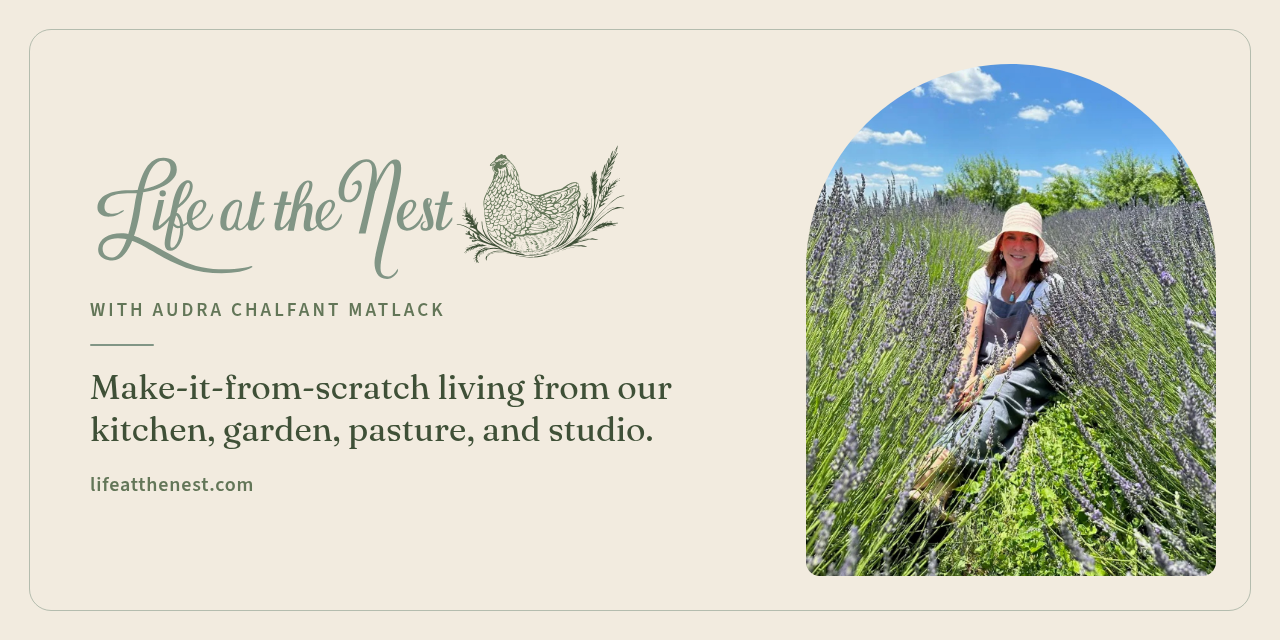 Life at the Nest
WITH AUDRA CHALFANT MATLACK
Make-it-from-scratch living from our
kitchen, garden, pasture, and studio.
lifeatthenest.com